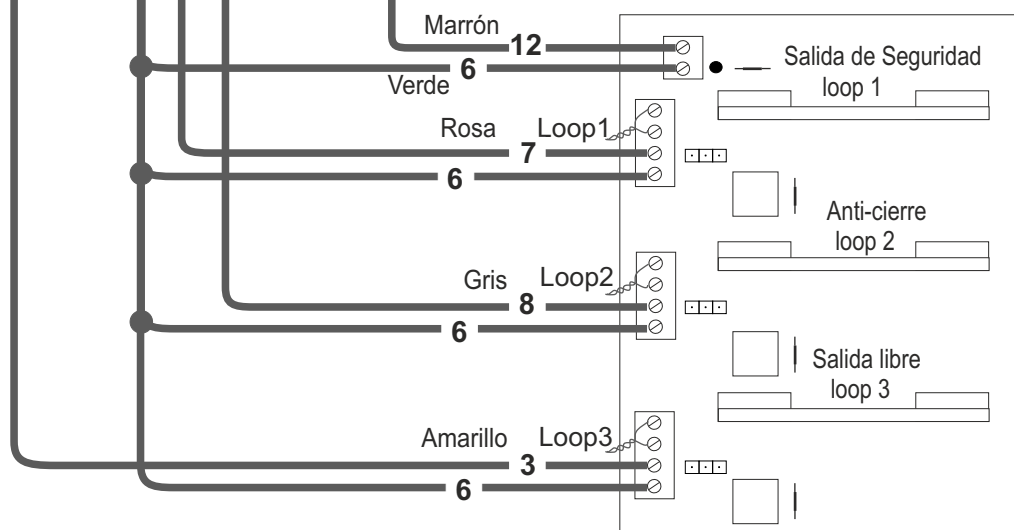 Marrón
12
6
Verde
Salida de Seguridad
loop 1
Rosa
Loop1
7
6
Anti-cierre
loop 2
Gris
Loop2
8
6
Salida libre
loop 3
Amarillo
Loop3
3
6